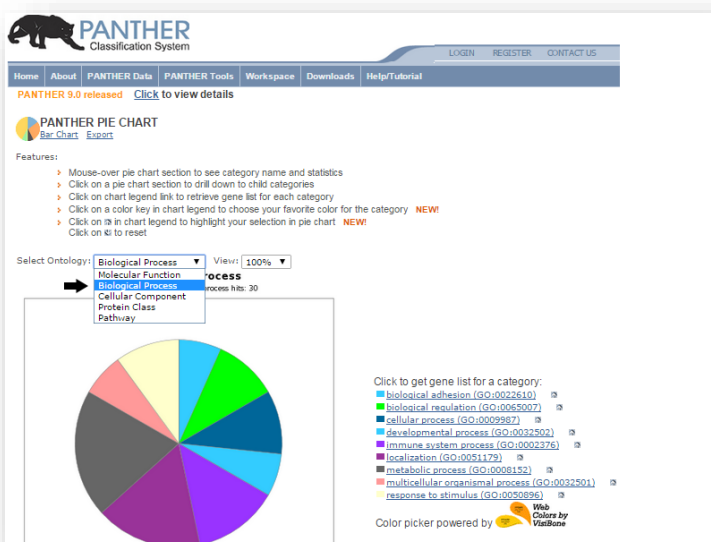 PANTHER
Classification System
LOGIN REGISTER CONTACT US
Home About PANTHER Data PANTHER Tools Workspace Downloads Help/Tutorial
PANTHER 9.0 released Click to view details
PANTHER PIE CHART
Bar Chart Export
Features:
Mouse-over pie chart section to see category name and statistics
Click on a pie chart section to drill down to child categories
Click on chart legend link to retrieve gene list for each category
Click on a color key in chart legend to choose your favorite color for the category NEW!
Click on in chart legend to highlight your selection in pie chart NEW!
Click on to reset
Select Ontology: Biological Process View: 100%
Molecular Function
Biological Process
Cellular Component
Protein Class
Pathway
rocess
process hits: 30
Click to get gene list for a category:
biological adhesion (GO:0022610)
biological regulation (GO:0065007)
cellular process (GO:0009987)
developmental process (GO:0032502)
immune system process (GO:0002376)
localization (GO:0051179)
metabolic process (GO:0008152)
multicellular organismal process (GO:0032501)
response to stimulus (GO:0050896)
Color picker powered by Web Colors by VisiBone